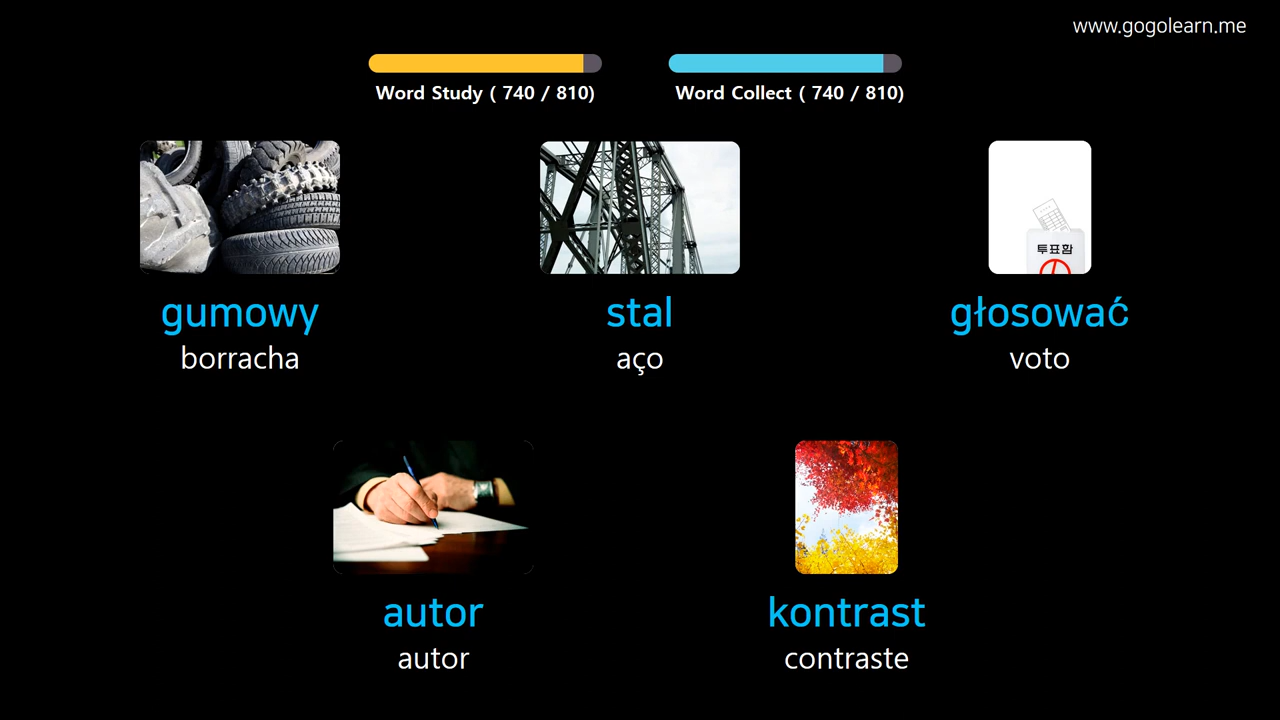 www.gogolearn.me
Word Study ( 740 / 810)
Word Collect ( 740 / 810)
투표함
gumowy
borracha
stal
aço
głosować
voto
autor
autor
kontrast
contraste